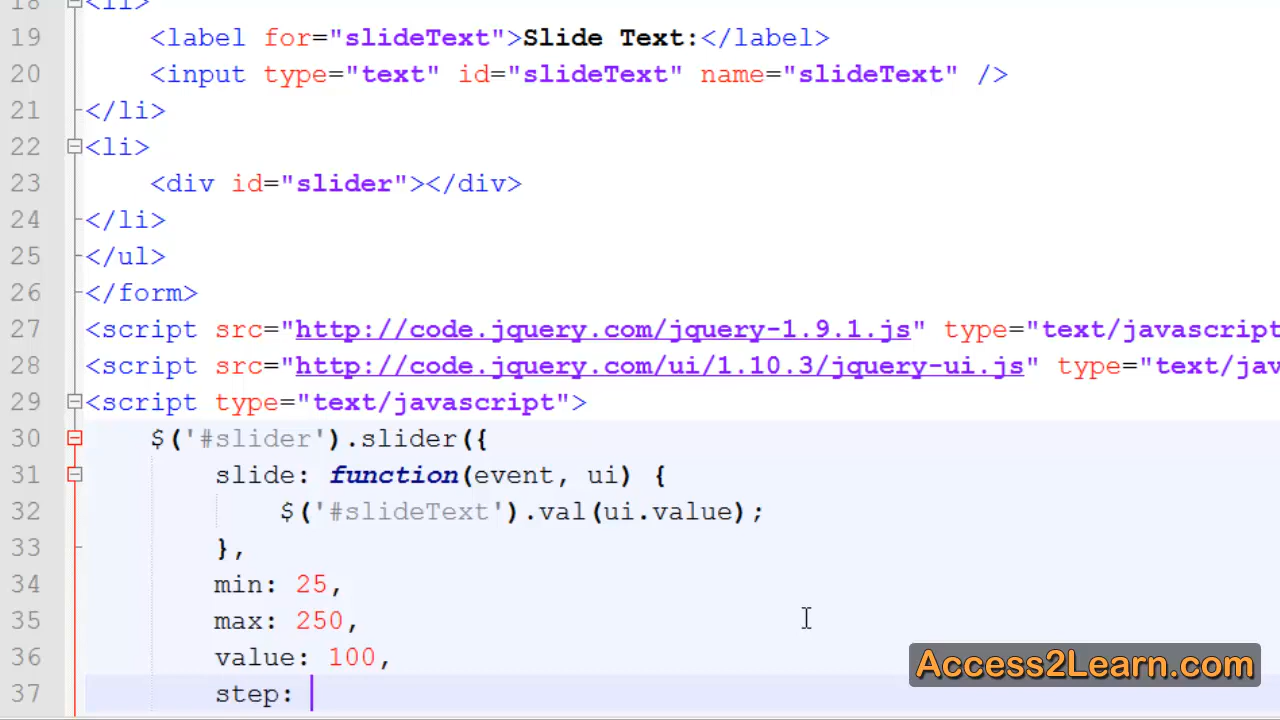 18 <li>
19 <label for="slideText">Slide Text:</label>
20 <input type="text" id="slideText" name="slideText" />
21 </li>
22 <li>
23 <div id="slider"></div>
24 </li>
25 </ul>
26 </form>
27 <script src="http://code.jquery.com/jquery-1.9.1.js" type="text/javascript
28 <script src="http://code.jquery.com/ui/1.10.3/jquery-ui.js" type="text/jav
29 <script type="text/javascript">
30 $('#slider').slider({
31 slide: function(event, ui) {
32 $('#slideText').val(ui.value);
33 },
34 min: 25,
35 max: 250,
36 value: 100,
37 step:
Access2Learn.com